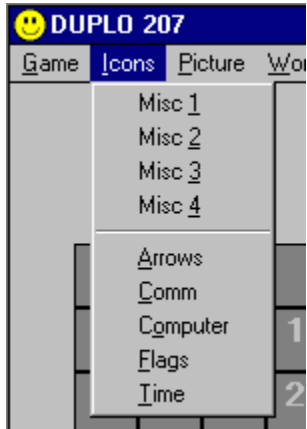 DUPLO 207
Game Icons Picture
Misc 1
Misc 2
Misc 3
Misc 4
Arrows
Comm
Computer
Flags
Time
1
2